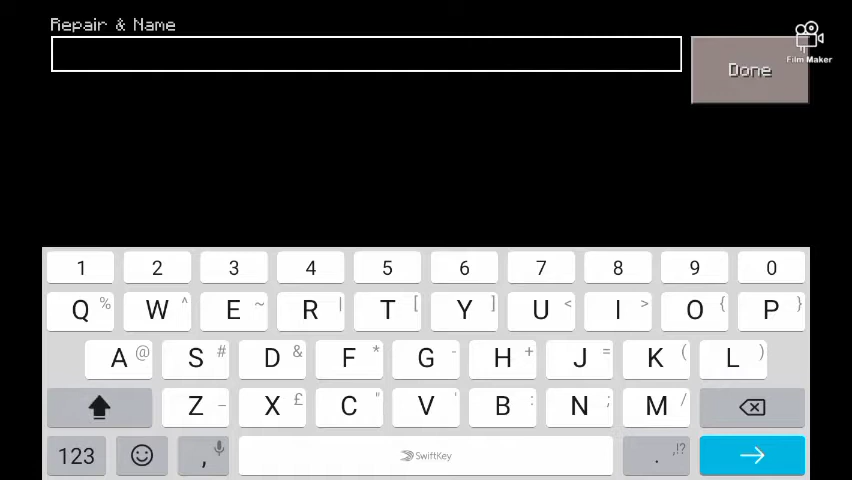 Repair & Name
Done
Film Maker
1 2 3 4 5 6 7 8 9 0
Q % W ^ E ~ R | T [ Y ] U < I > O { P }
A @ S # D & F * G - H + J = K ( L )
Z _ X £ C " V ' B : N ; M /
123 , SwiftKey . ,!?